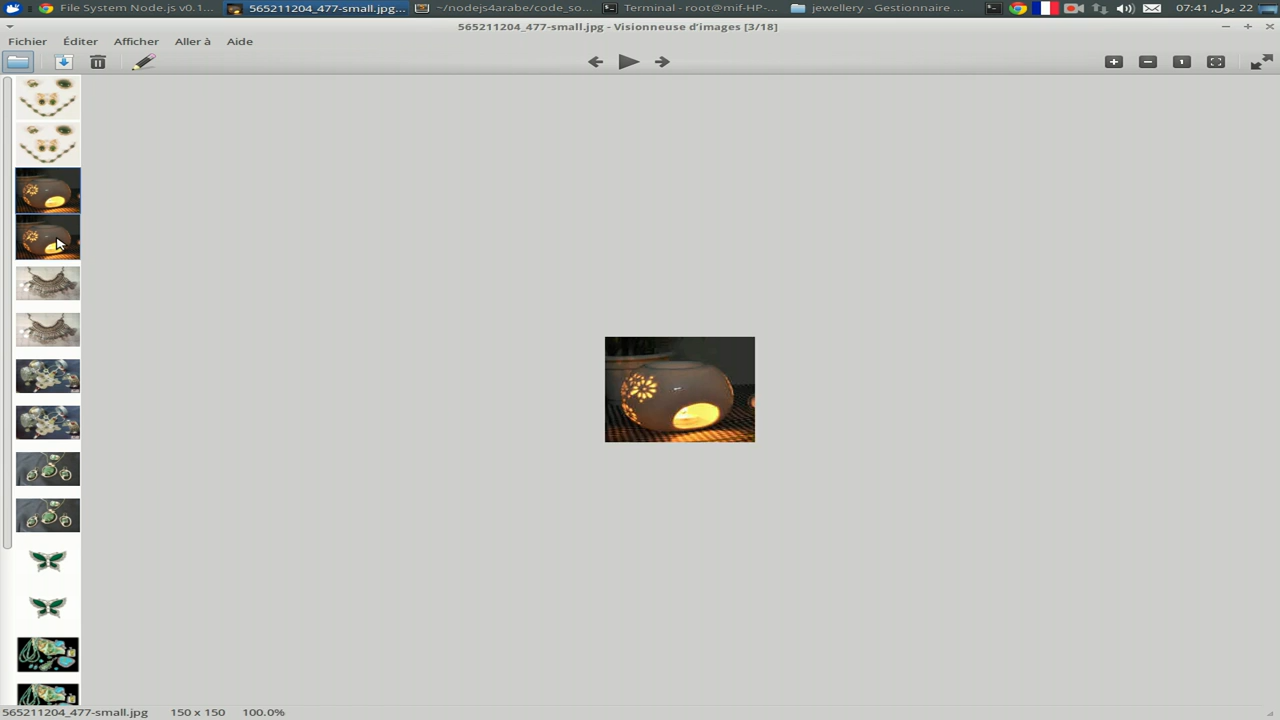 File System Node.js v0.1...
565211204_477-small.jpg...
~/nodejs4arabe/code_so...
Terminal - root@mif-HP-...
jewellery - Gestionnaire ...
07:41 يول, 22
565211204_477-small.jpg - Visionneuse d'images [3/18]
Fichier
Éditer
Afficher
Aller à
Aide
565211204_477-small.jpg
150 x 150
100.0%